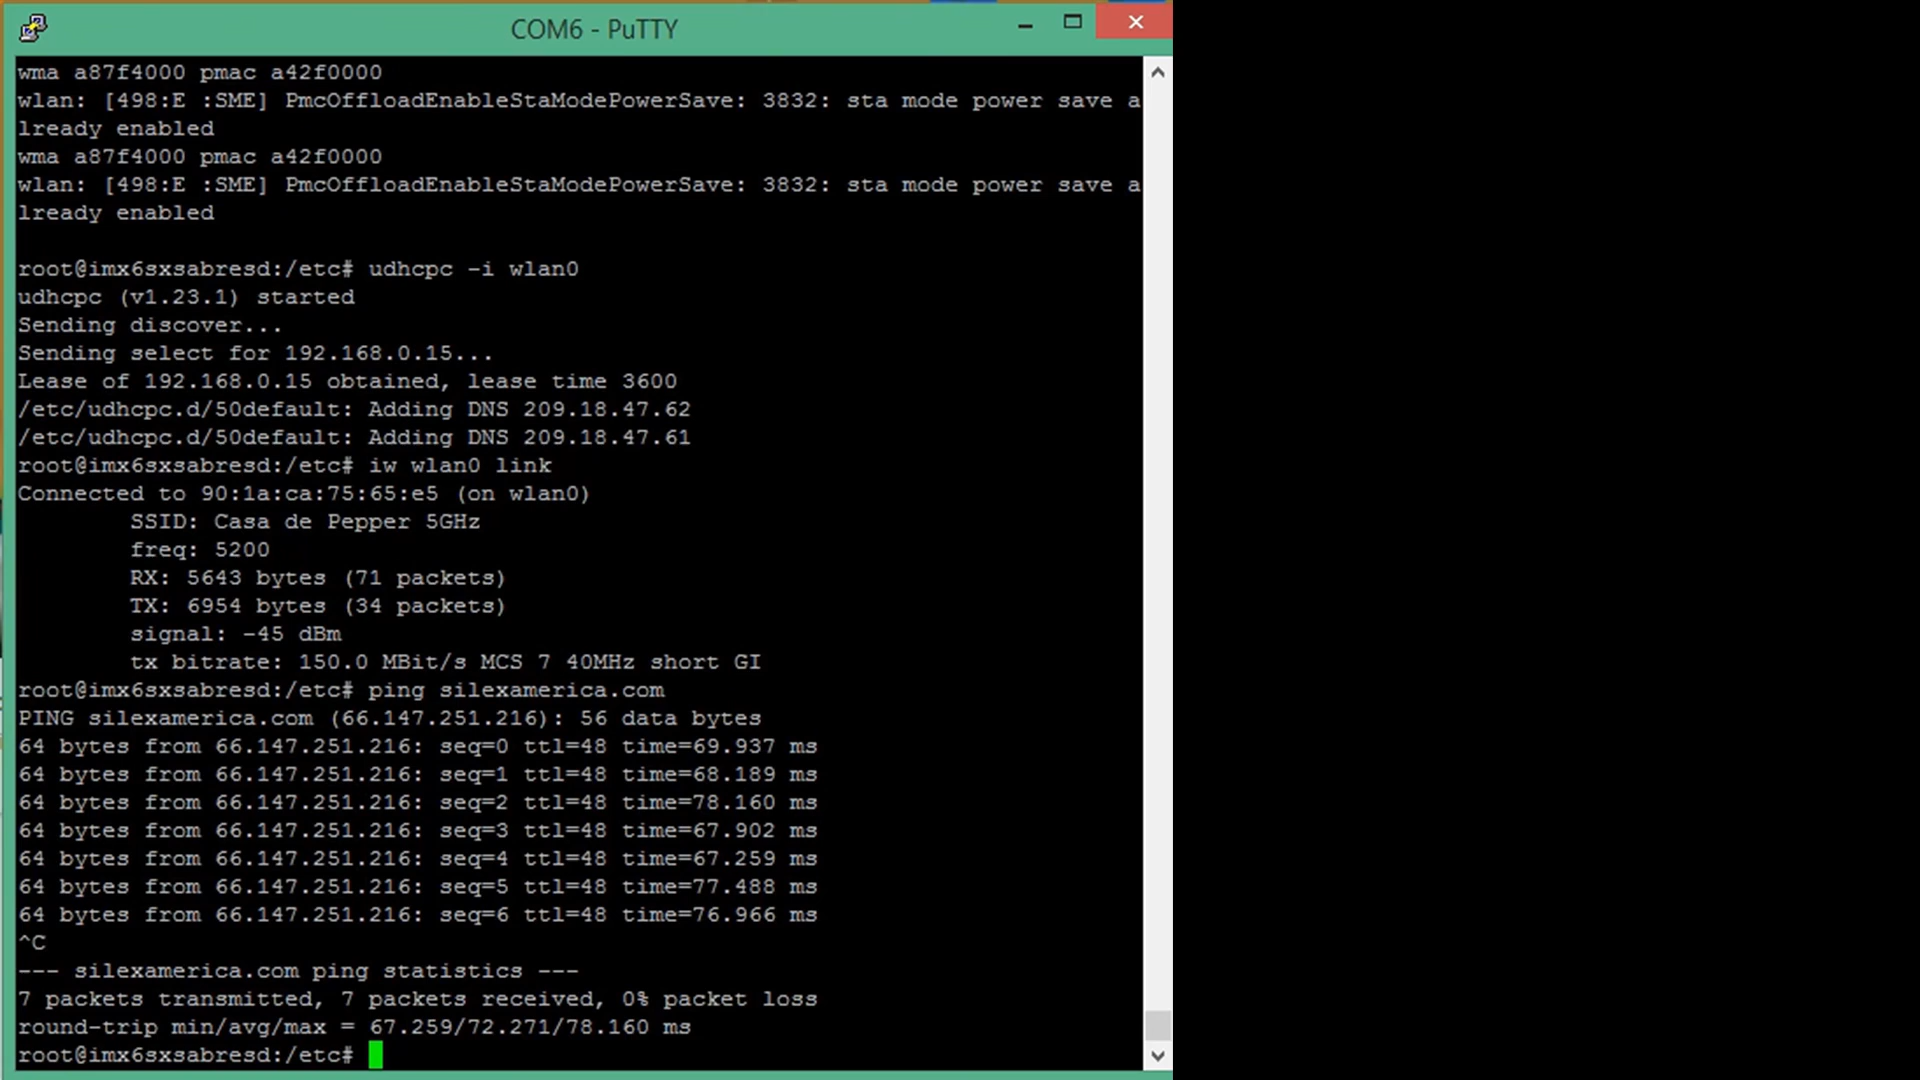 COM6 - PuTTY
wma a87f4000 pmac a42f0000
wlan: [498:E :SME] PmcOffloadEnableStaModePowerSave: 3832: sta mode power save a
lready enabled
wma a87f4000 pmac a42f0000
wlan: [498:E :SME] PmcOffloadEnableStaModePowerSave: 3832: sta mode power save a
lready enabled
root@imx6sxsabresd:/etc# udhcpc -i wlan0
udhcpc (v1.23.1) started
Sending discover...
Sending select for 192.168.0.15...
Lease of 192.168.0.15 obtained, lease time 3600
/etc/udhcpc.d/50default: Adding DNS 209.18.47.62
/etc/udhcpc.d/50default: Adding DNS 209.18.47.61
root@imx6sxsabresd:/etc# iw wlan0 link
Connected to 90:1a:ca:75:65:e5 (on wlan0)
SSID: Casa de Pepper 5GHz
freq: 5200
RX: 5643 bytes (71 packets)
TX: 6954 bytes (34 packets)
signal: -45 dBm
tx bitrate: 150.0 MBit/s MCS 7 40MHz short GI
root@imx6sxsabresd:/etc# ping silexamerica.com
PING silexamerica.com (66.147.251.216): 56 data bytes
64 bytes from 66.147.251.216: seq=0 ttl=48 time=69.937 ms
64 bytes from 66.147.251.216: seq=1 ttl=48 time=68.189 ms
64 bytes from 66.147.251.216: seq=2 ttl=48 time=78.160 ms
64 bytes from 66.147.251.216: seq=3 ttl=48 time=67.902 ms
64 bytes from 66.147.251.216: seq=4 ttl=48 time=67.259 ms
64 bytes from 66.147.251.216: seq=5 ttl=48 time=77.488 ms
64 bytes from 66.147.251.216: seq=6 ttl=48 time=76.966 ms
^C
--- silexamerica.com ping statistics ---
7 packets transmitted, 7 packets received, 0% packet loss
round-trip min/avg/max = 67.259/72.271/78.160 ms
root@imx6sxsabresd:/etc#